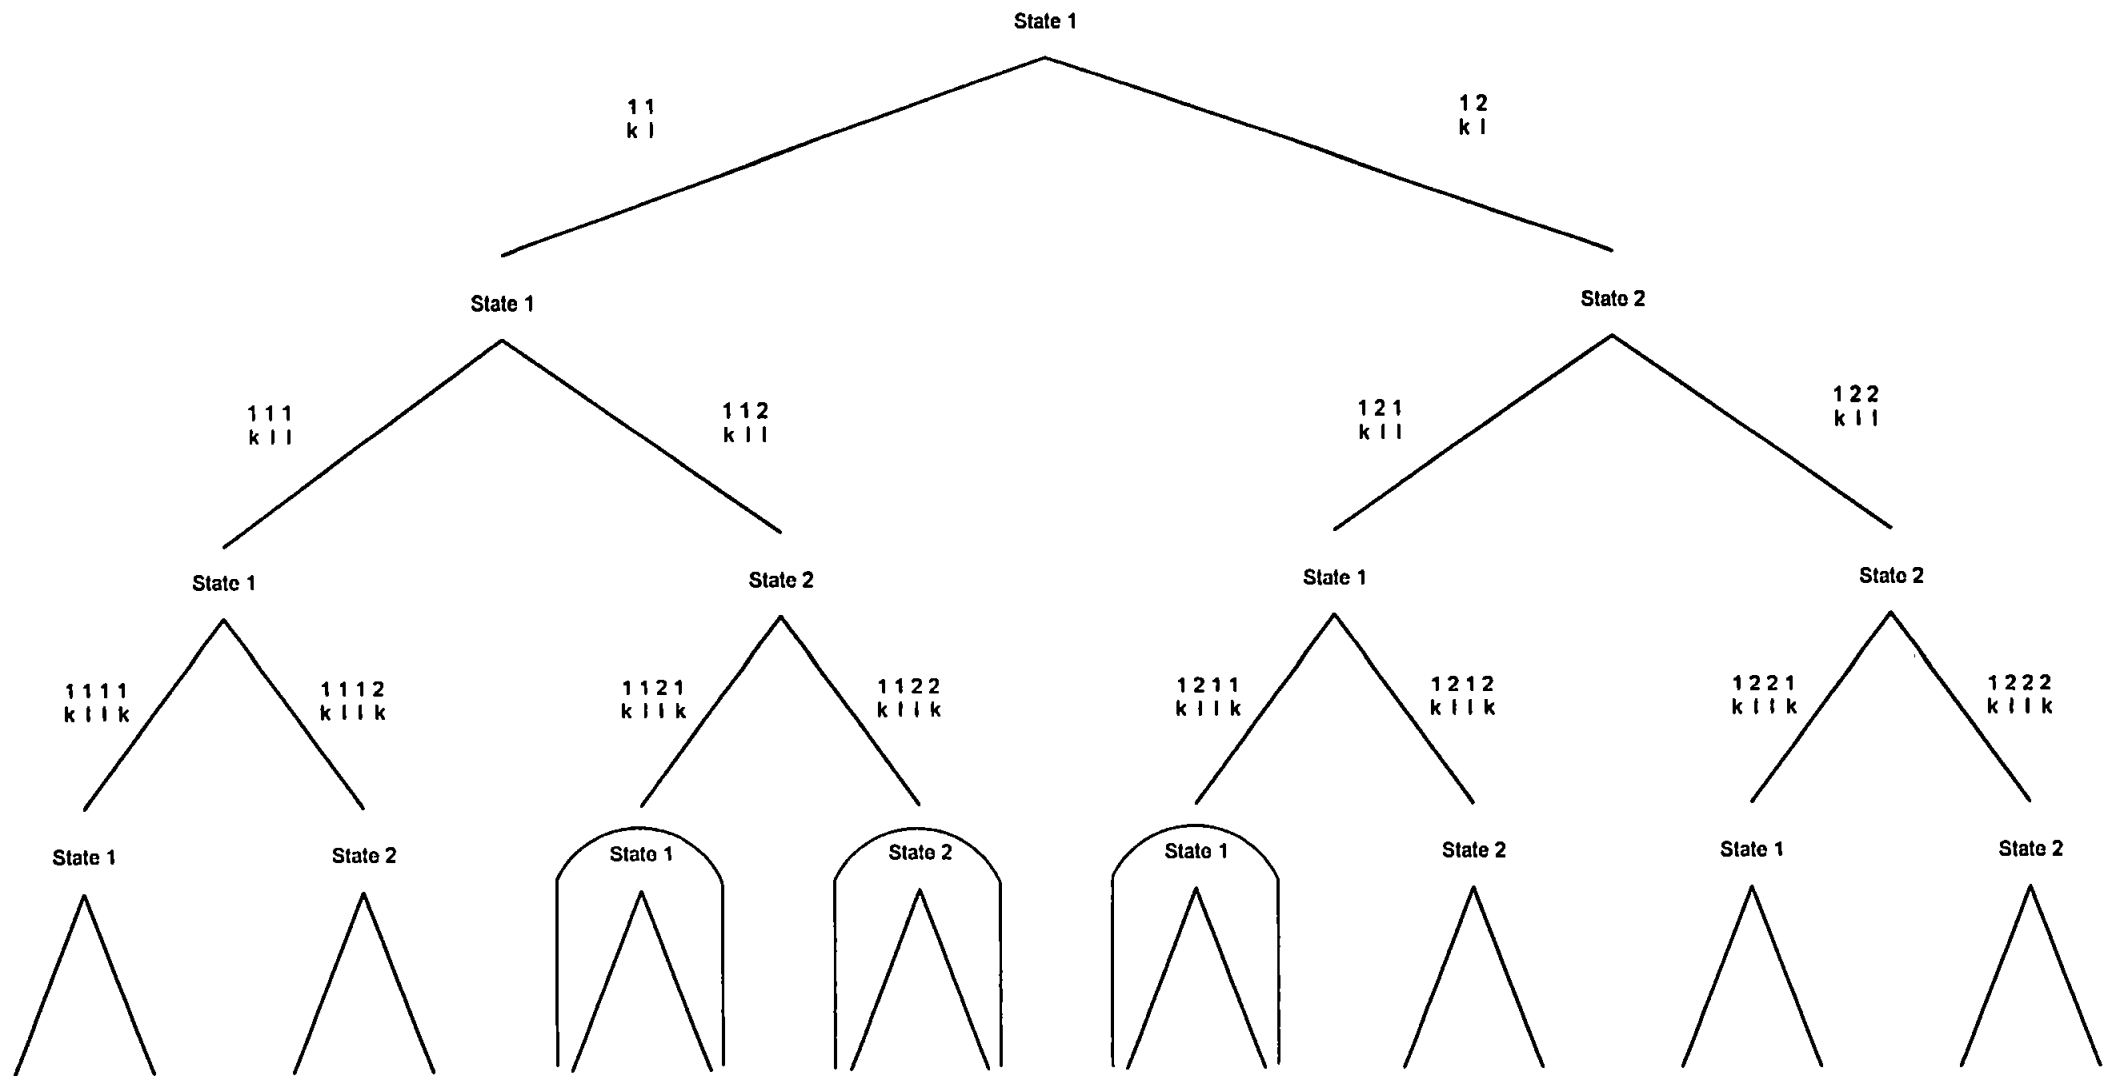 State 1
1 1
k l
1 2
k l
State 1
State 2
1 1 1
k l l
1 1 2
k l l
1 2 1
k l l
1 2 2
k l l
State 1
State 2
State 1
State 2
1 1 1 1
k l l k
1 1 1 2
k l l k
1 1 2 1
k l l k
1 1 2 2
k l l k
1 2 1 1
k l l k
1 2 1 2
k l l k
1 2 2 1
k l l k
1 2 2 2
k l l k
State 1
State 2
State 1
State 2
State 1
State 2
State 1
State 2